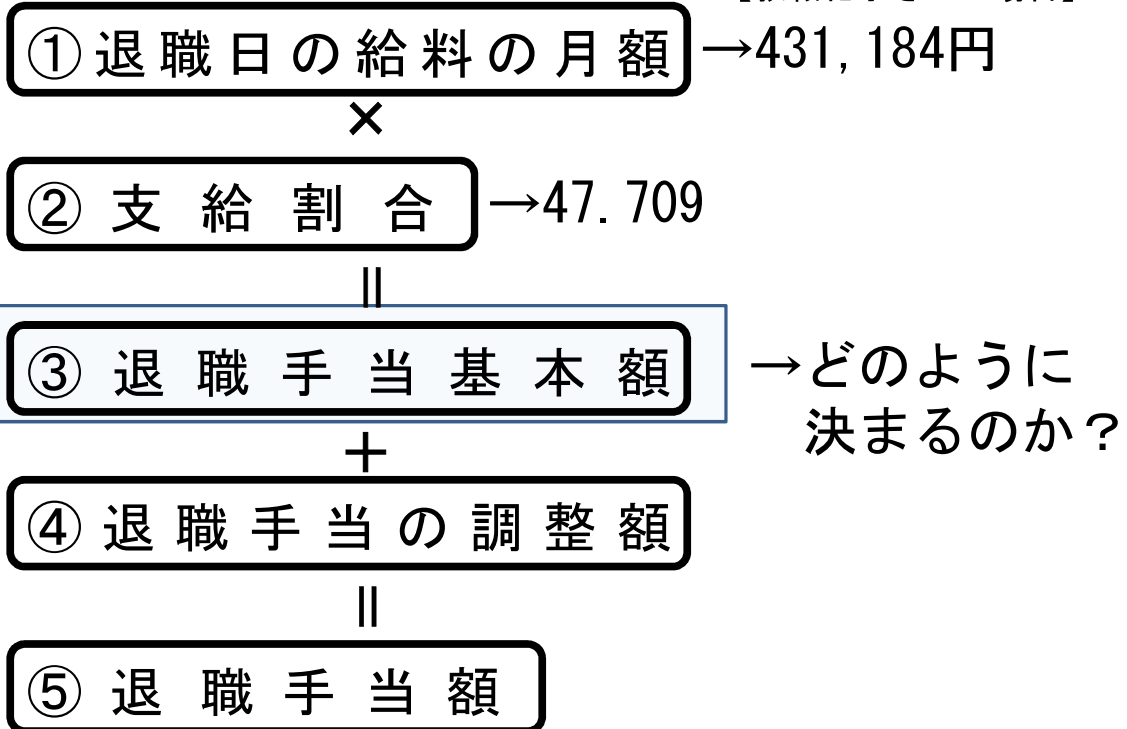 ①退職日の給料の月額 →431,184円
×
②支給割合 →47.709
||
③退職手当基本額 →どのように
決まるのか?
+
④退職手当の調整額
||
⑤退職手当額